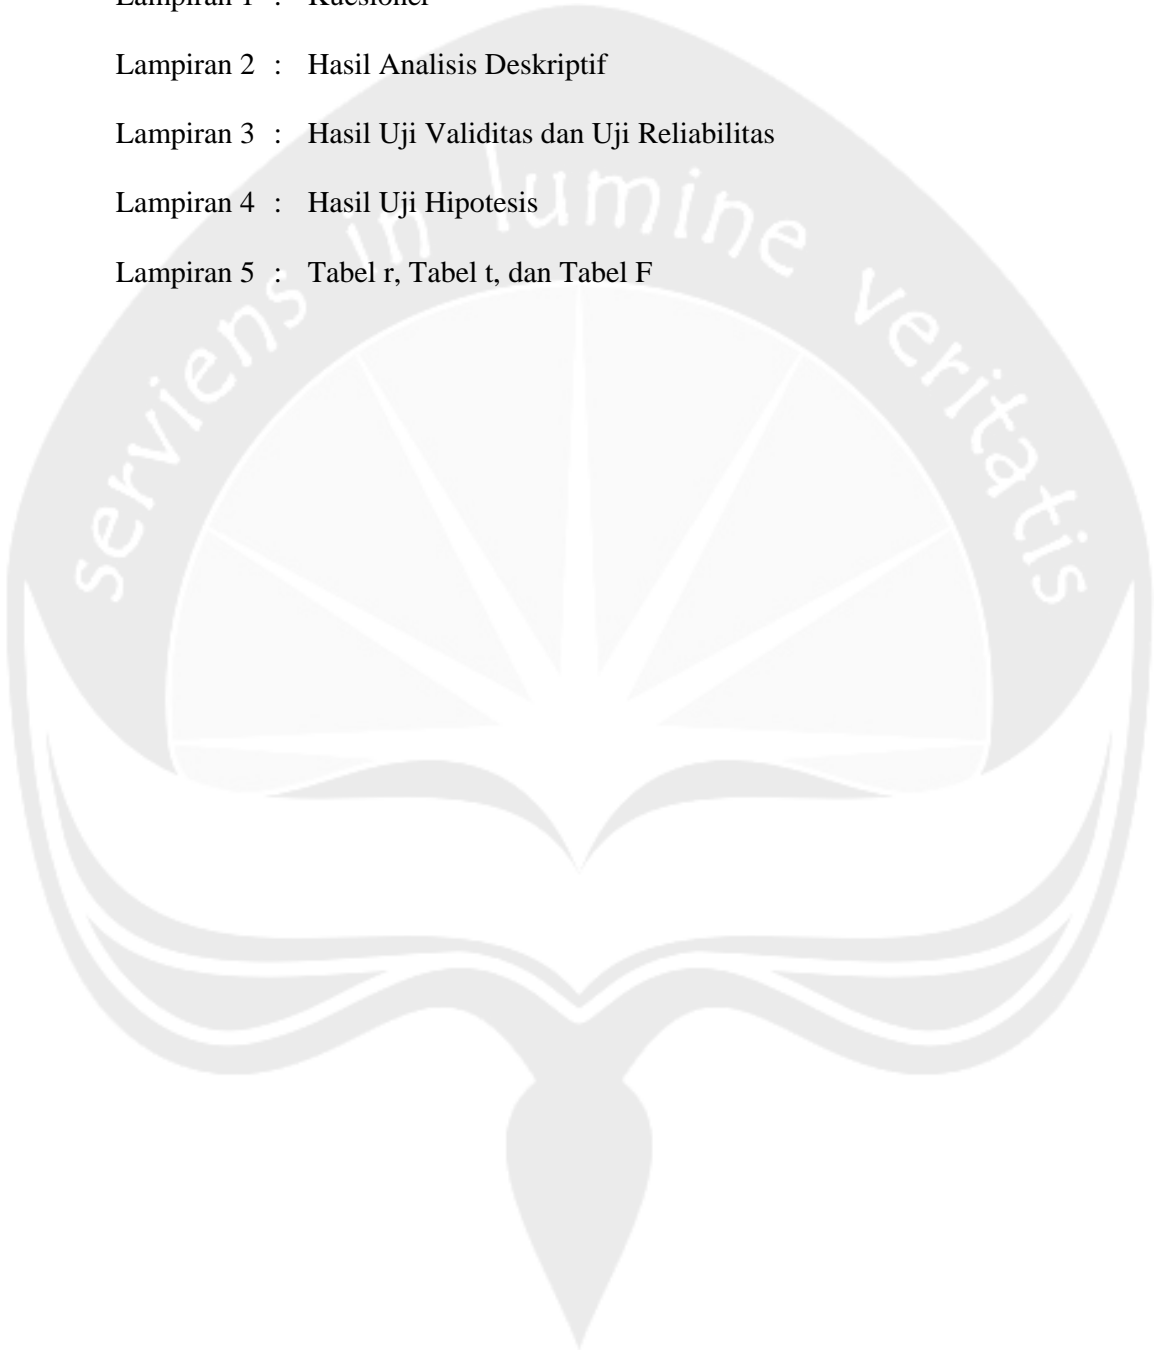 Lampiran 1 : Kuesioner
Lampiran 2 : Hasil Analisis Deskriptif
Lampiran 3 : Hasil Uji Validitas dan Uji Reliabilitas
Lampiran 4 : Hasil Uji Hipotesis
Lampiran 5 : Tabel r, Tabel t, dan Tabel F
serviens in lumine veritatis